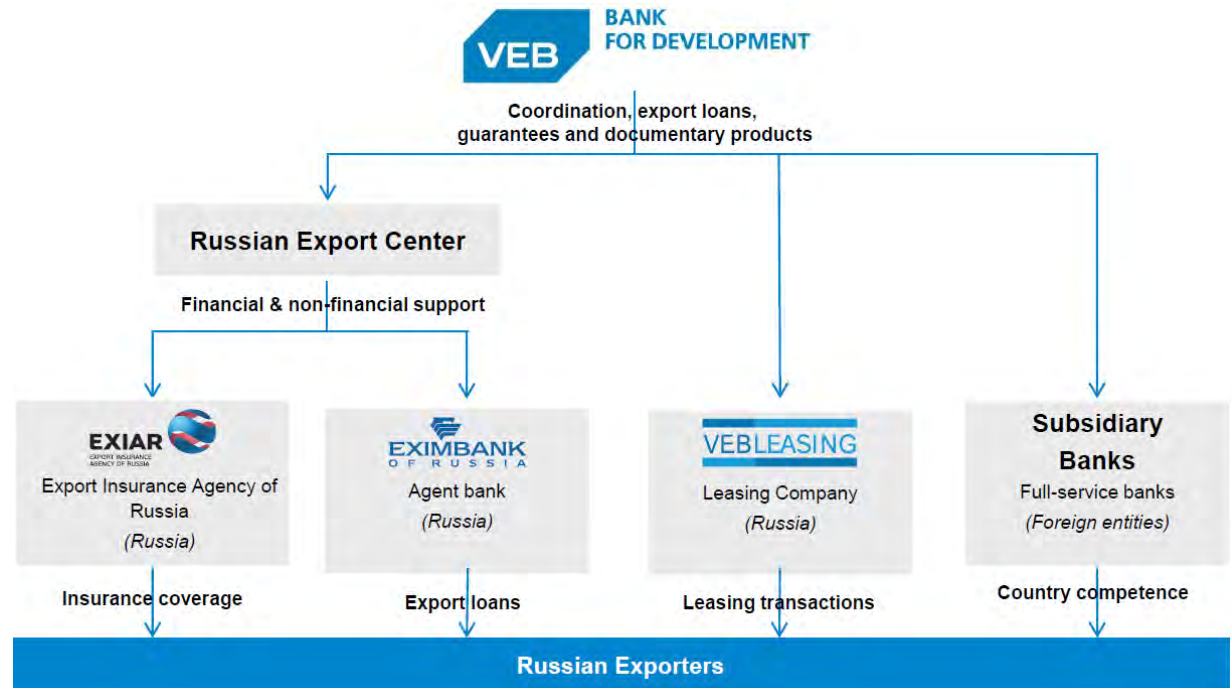 VEB
BANK
FOR DEVELOPMENT
Coordination, export loans,
guarantees and documentary products
Russian Export Center
Financial & non-financial support
EXIAR
EXPORT INSURANCE
AGENCY OF RUSSIA
Export Insurance Agency of
Russia
(Russia)
EXIMBANK
OF RUSSIA
Agent bank
(Russia)
VEBLEASING
Leasing Company
(Russia)
Subsidiary
Banks
Full-service banks
(Foreign entities)
Insurance coverage
Export loans
Leasing transactions
Country competence
Russian Exporters